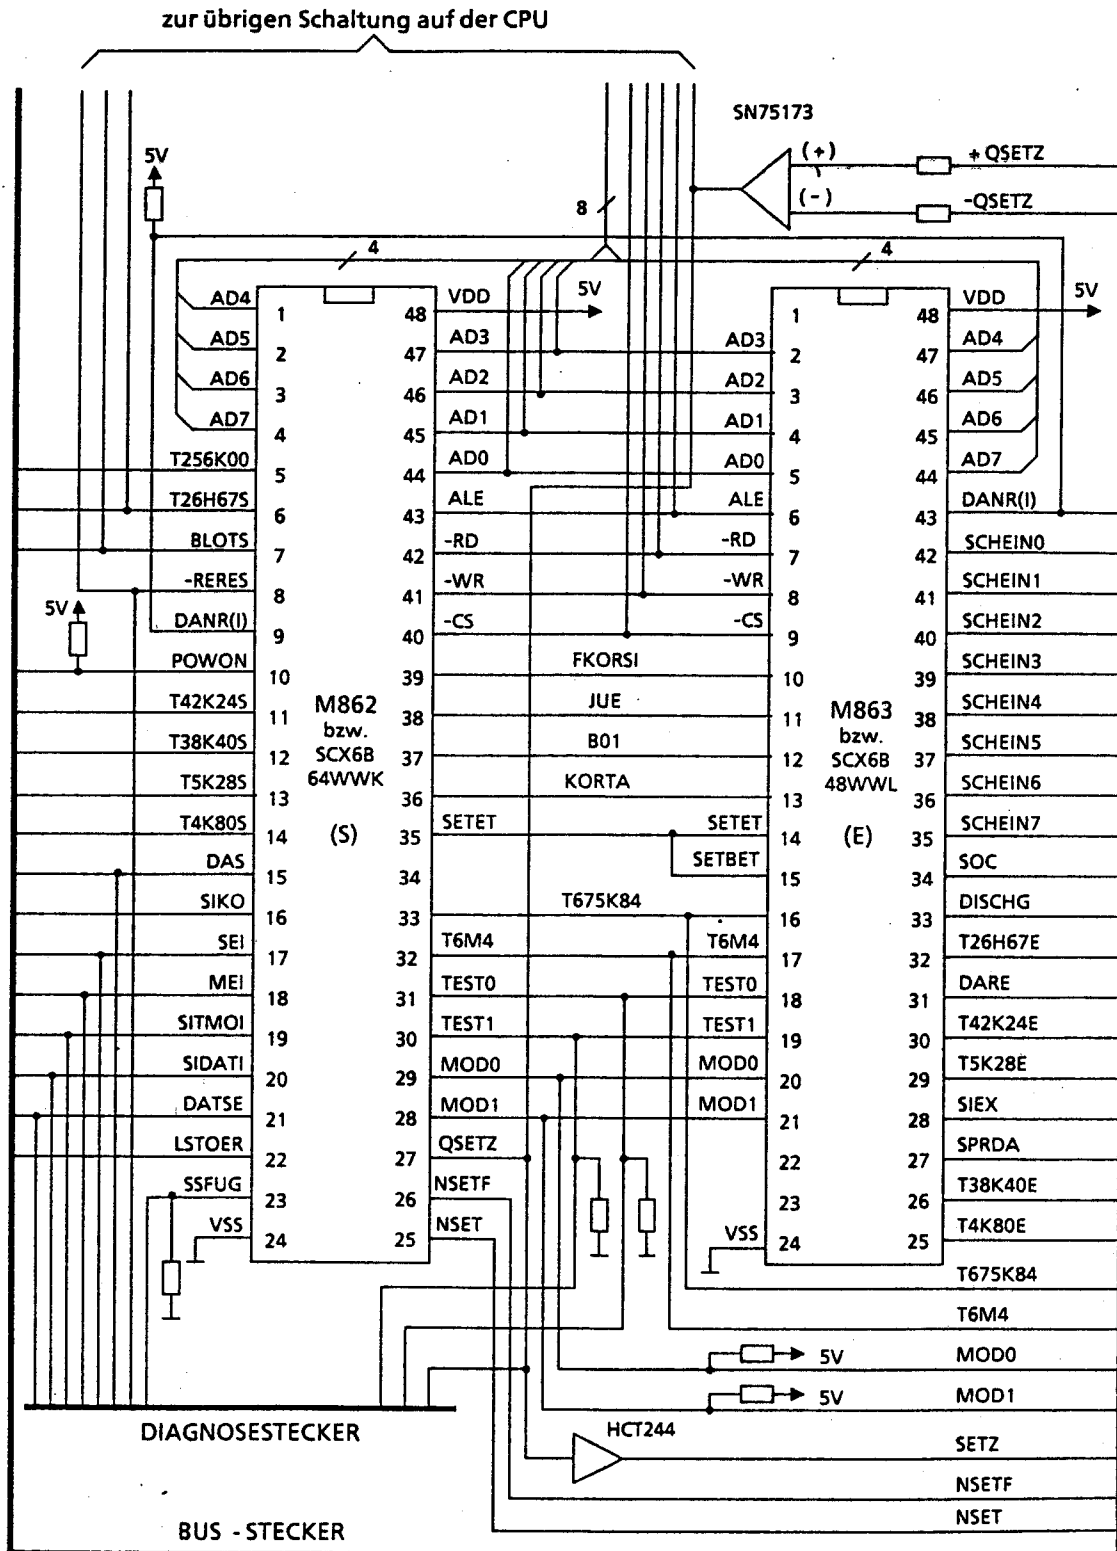 zur übrigen Schaltung auf der CPU
SN75173
5V
(+)
+QSETZ
(-)
-QSETZ
8
4
4
AD4 1 48 VDD 5V 1 48 VDD 5V
AD5 2 47 AD3 AD3 2 47 AD4
AD6 3 46 AD2 AD2 3 46 AD5
AD7 4 45 AD1 AD1 4 45 AD6
T256K00 5 44 AD0 AD0 5 44 AD7
T26H67S 6 43 ALE ALE 6 43 DANR(I)
BLOTS 7 42 -RD -RD 7 42 SCHEIN0
-RERES 8 41 -WR -WR 8 41 SCHEIN1
5V
DANR(I) 9 40 -CS -CS 9 40 SCHEIN2
POWON 10 39 FKORSI 10 39 SCHEIN3
T42K24S 11 38 JUE 11 38 SCHEIN4
T38K40S 12 37 B01 12 37 SCHEIN5
T5K28S 13 36 KORTA 13 36 SCHEIN6
T4K80S 14 35 SETET SETET 14 35 SCHEIN7
DAS 15 34 SETBET 15 34 SOC
SIKO 16 33 T675K84 16 33 DISCHG
SEI 17 32 T6M4 T6M4 17 32 T26H67E
MEI 18 31 TEST0 TEST0 18 31 DARE
SITMOI 19 30 TEST1 TEST1 19 30 T42K24E
SIDATI 20 29 MOD0 MOD0 20 29 T5K28E
DATSE 21 28 MOD1 MOD1 21 28 SIEX
LSTOER 22 27 QSETZ 22 27 SPRDA
SSFUG 23 26 NSETF 23 26 T38K40E
VSS 24 25 NSET VSS 24 25 T4K80E
M862
bzw.
SCX6B
64WWK
(S)
M863
bzw.
SCX6B
48WWL
(E)
T675K84
T6M4
5V MOD0
5V MOD1
DIAGNOSESTECKER
HCT244
SETZ
NSETF
NSET
BUS - STECKER